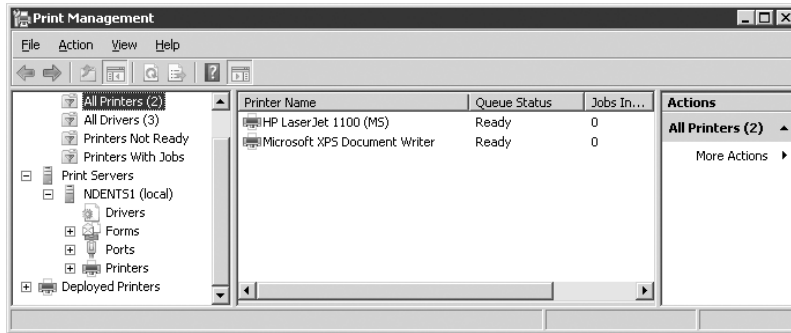 Print Management
File Action View Help
All Printers (2)
All Drivers (3)
Printers Not Ready
Printers With Jobs
Print Servers
NDENTS1 (local)
Drivers
Forms
Ports
Printers
Deployed Printers
Printer Name Queue Status Jobs In...
HP LaserJet 1100 (MS) Ready 0
Microsoft XPS Document Writer Ready 0
Actions
All Printers (2)
More Actions